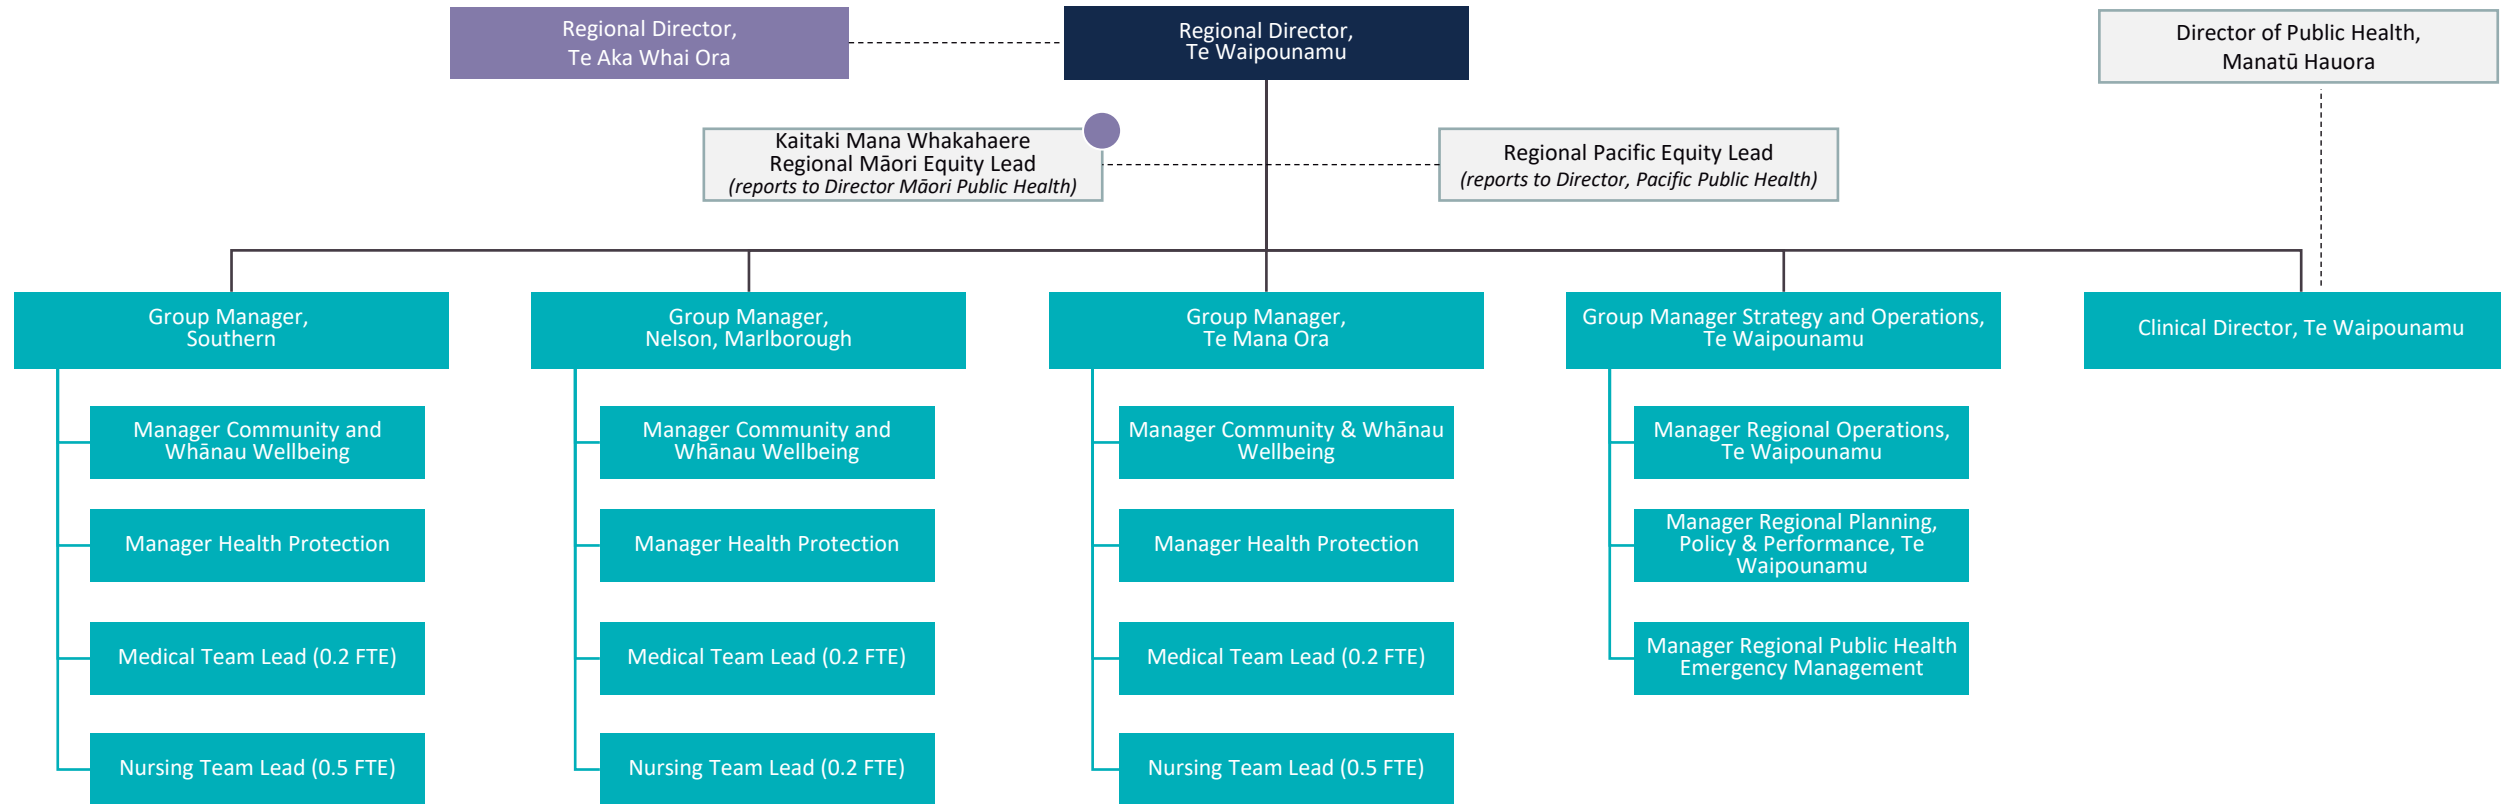 Regional Director,
Te Aka Whai Ora
Regional Director,
Te Waipounamu
Director of Public Health,
Manatū Hauora
Kaitaki Mana Whakahaere
Regional Māori Equity Lead
(reports to Director Māori Public Health)
Regional Pacific Equity Lead
(reports to Director, Pacific Public Health)
Group Manager,
Southern
Group Manager,
Nelson, Marlborough
Group Manager,
Te Mana Ora
Group Manager Strategy and Operations,
Te Waipounamu
Clinical Director, Te Waipounamu
Manager Community and
Whānau Wellbeing
Manager Health Protection
Medical Team Lead (0.2 FTE)
Nursing Team Lead (0.5 FTE)
Manager Community and
Whānau Wellbeing
Manager Health Protection
Medical Team Lead (0.2 FTE)
Nursing Team Lead (0.2 FTE)
Manager Community & Whānau
Wellbeing
Manager Health Protection
Medical Team Lead (0.2 FTE)
Nursing Team Lead (0.5 FTE)
Manager Regional Operations,
Te Waipounamu
Manager Regional Planning,
Policy & Performance, Te
Waipounamu
Manager Regional Public Health
Emergency Management